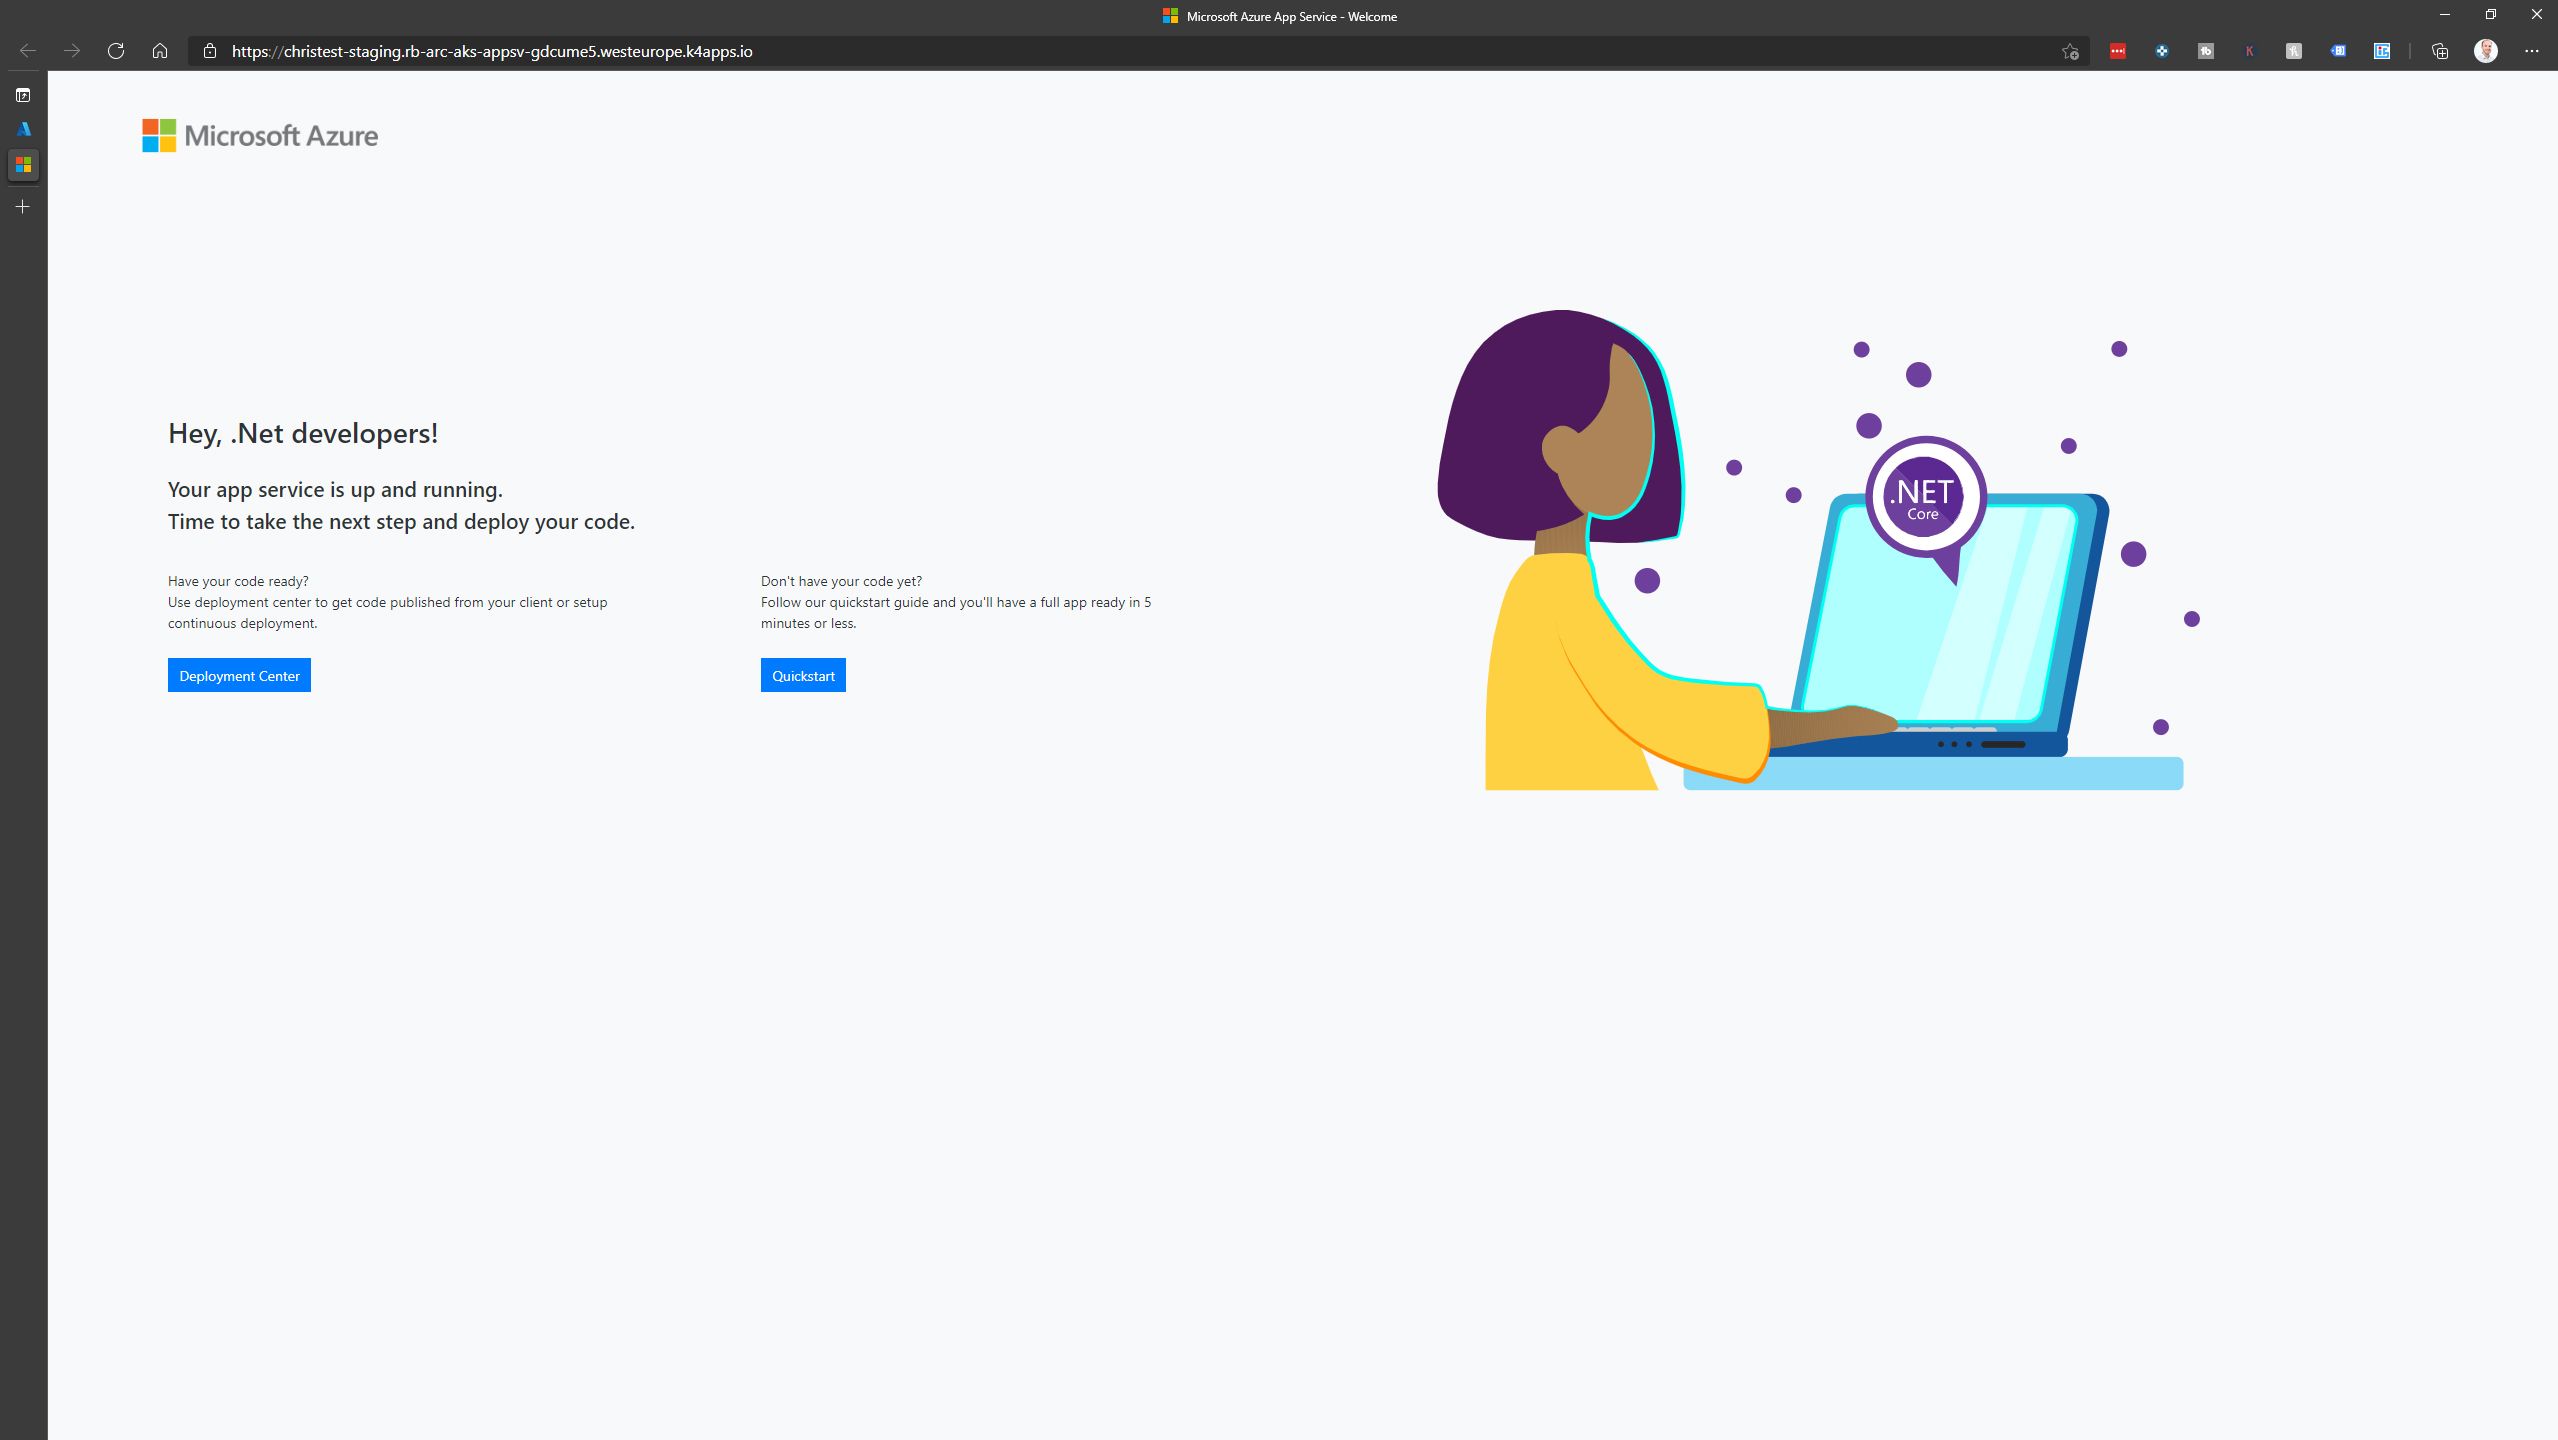 Microsoft Azure App Service - Welcome
https://christest-staging.rb-arc-aks-appsv-gdcume5.westeurope.k4apps.io
Microsoft Azure
Hey, .Net developers!
Your app service is up and running.
Time to take the next step and deploy your code.
Have your code ready?
Use deployment center to get code published from your client or setup
continuous deployment.
Deployment Center
Don't have your code yet?
Follow our quickstart guide and you'll have a full app ready in 5
minutes or less.
Quickstart
.NET
Core